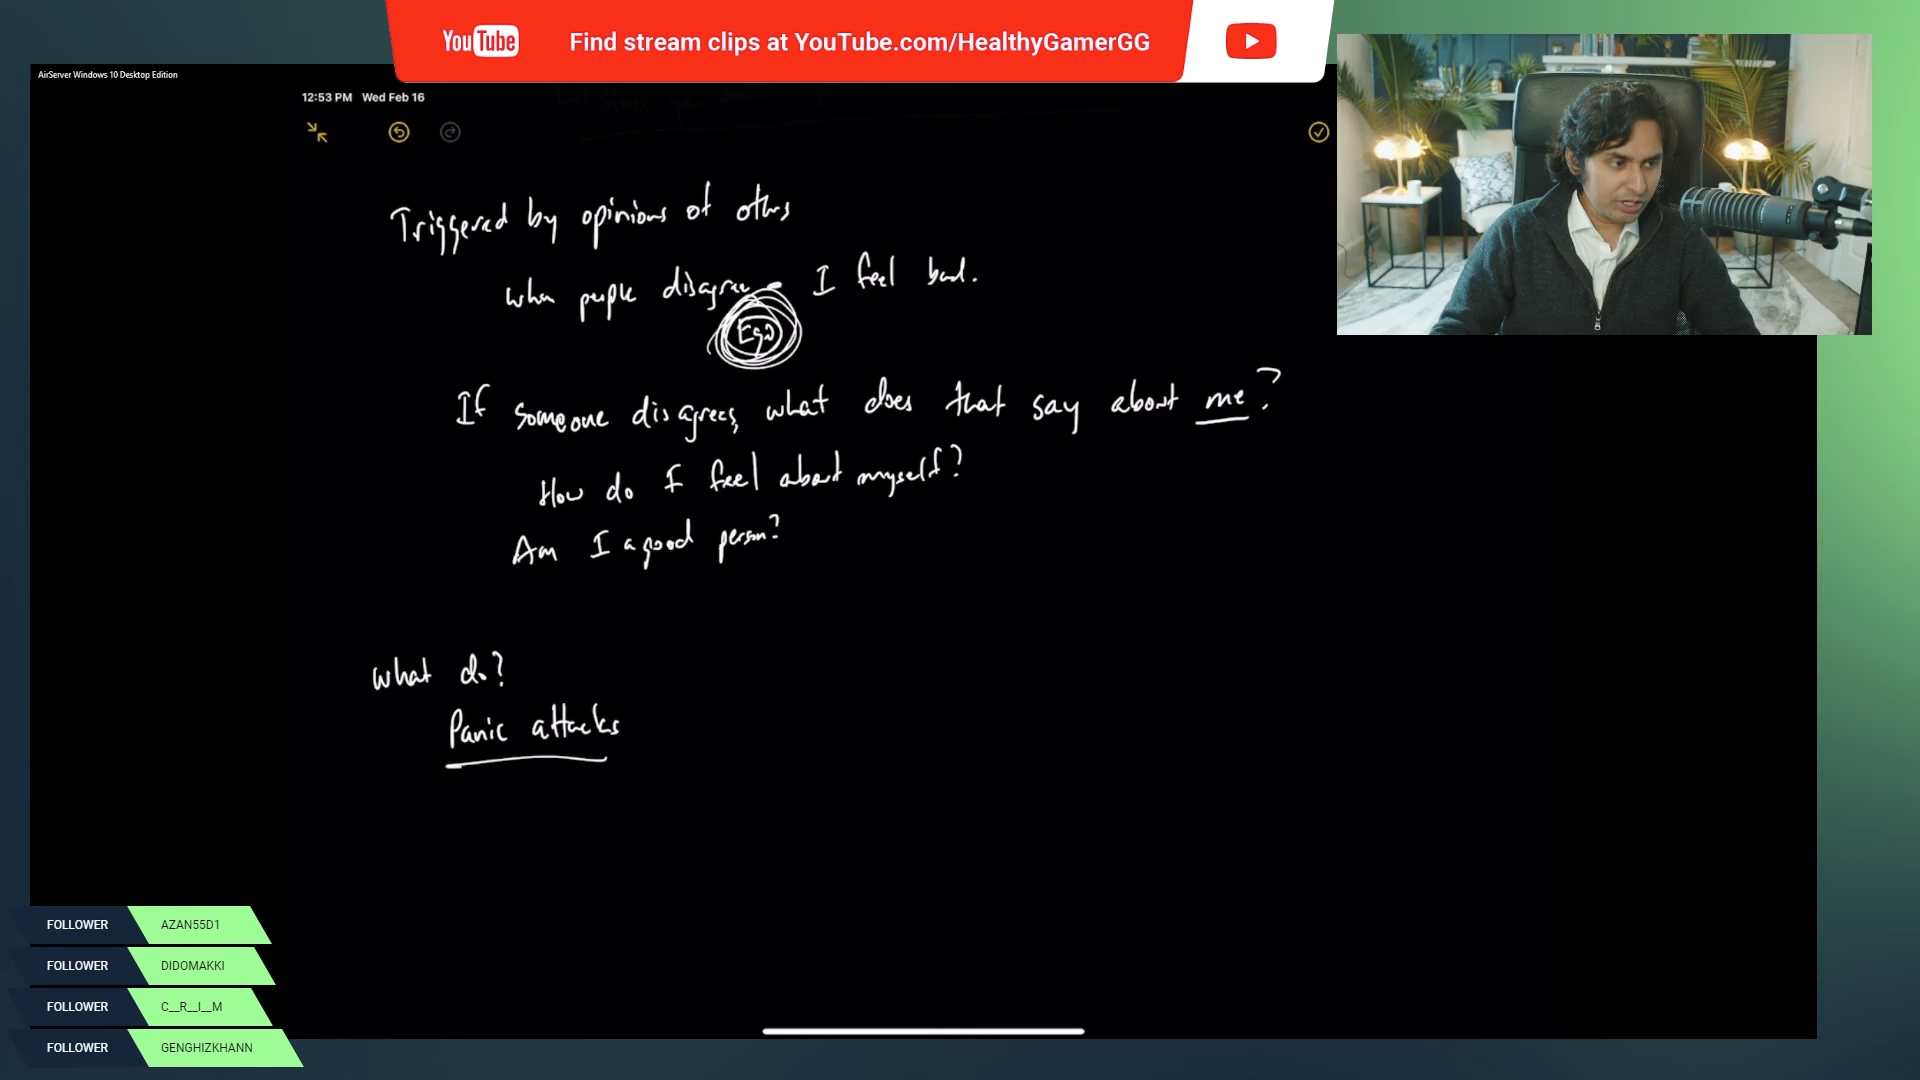 YouTube Find stream clips at YouTube.com/HealthyGamerGG
AirServer Windows 10 Desktop Edition
12:53 PM Wed Feb 16
Triggered by opinions of others
when people disagree - I feel bad.
Ego
If someone disagrees, what does that say about me?
How do I feel about myself?
Am I a good person?
What do?
Panic attacks
FOLLOWER AZAN55D1
FOLLOWER DIDOMAKKI
FOLLOWER C__R__I__M
FOLLOWER GENGHIZKHANN